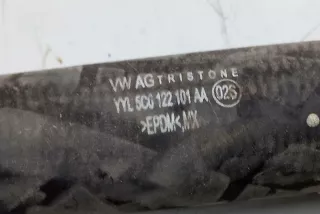 VW AG TRISTONE
YYL 5C0 122 101 AA 02S
>EPDM<,MX